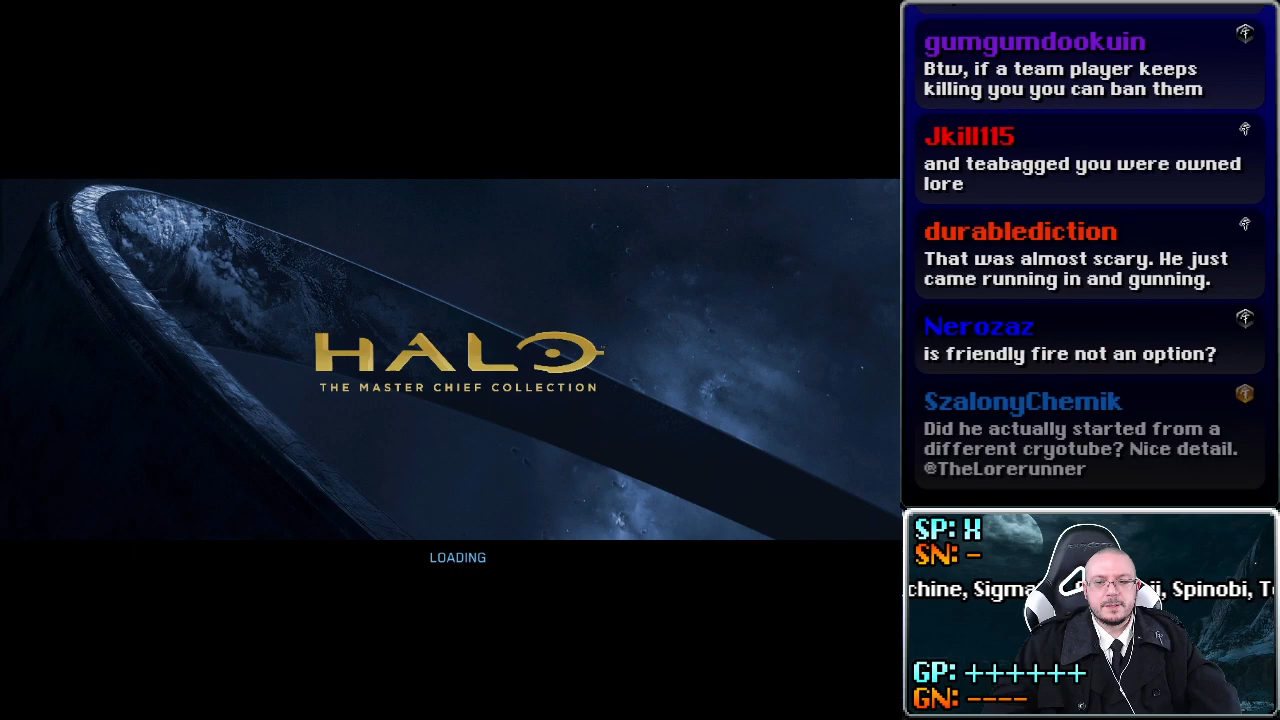 HALO
THE MASTER CHIEF COLLECTION
LOADING
gumgumdookuin
Btw, if a team player keeps
killing you you can ban them
Jkill115
and teabagged you were owned
lore
durablediction
That was almost scary. He just
came running in and gunning.
Nerozaz
is friendly fire not an option?
SzalonyChemik
Did he actually started from a
different cryotube? Nice detail.
@TheLorerunner
SP: X
SN: -
chine, Sigma
Spinobi, T
GP: ++++++
GN: ----